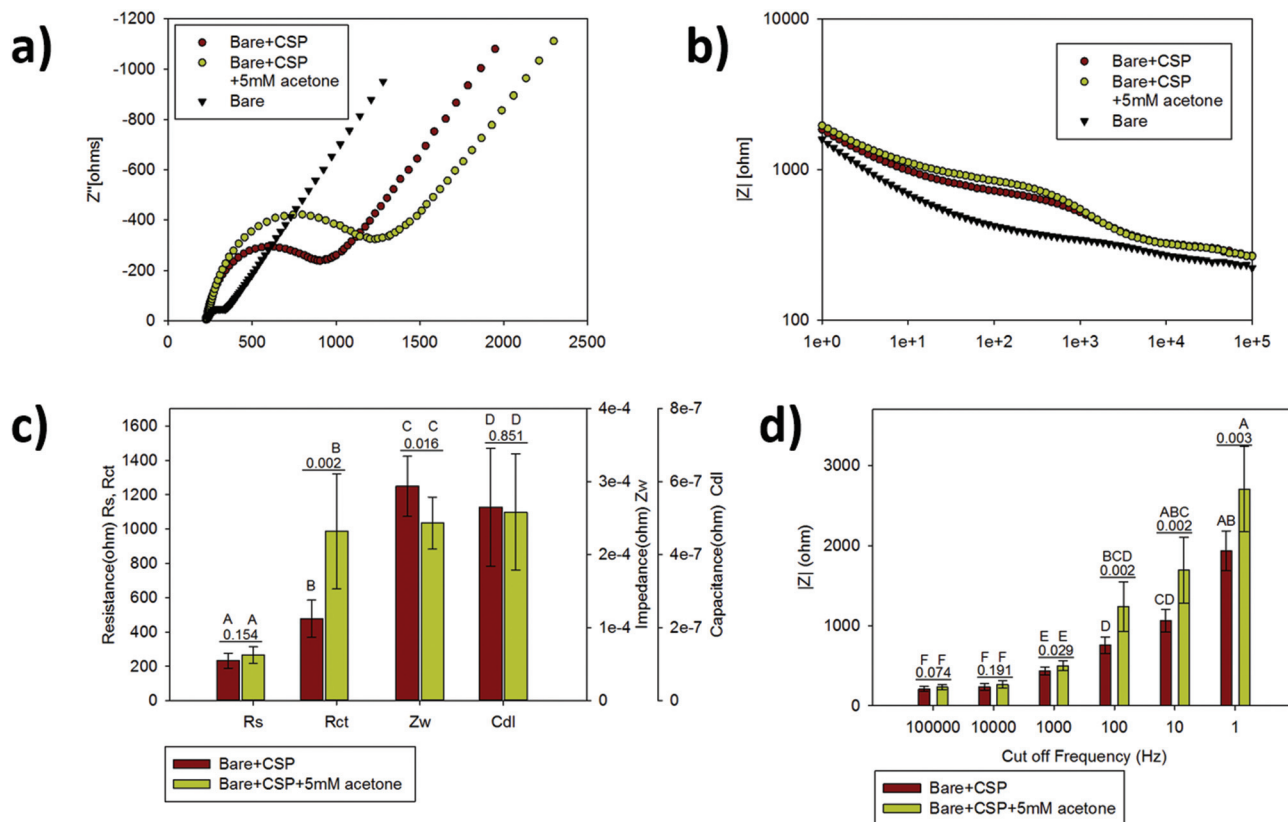 a)
-1200
-1000
-800
-600
-400
-200
0
Z"[ohms]
0 500 1000 1500 2000 2500
Bare+CSP
Bare+CSP
+5mM acetone
Bare
b)
10000
1000
100
|Z| [ohm]
1e+0 1e+1 1e+2 1e+3 1e+4 1e+5
Bare+CSP
Bare+CSP
+5mM acetone
Bare
c)
Resistance(ohm) Rs, Rct
1600
1400
1200
1000
800
600
400
200
0
A A
0.154
B
0.002
B
C C
0.016
D D
0.851
4e-4
3e-4
2e-4
1e-4
0
Impedance(ohm) Zw
8e-7
6e-7
4e-7
2e-7
0
Capacitance(ohm) Cdl
Rs Rct Zw Cdl
Bare+CSP
Bare+CSP+5mM acetone
d)
|Z| (ohm)
3000
2000
1000
0
F F
0.074
F F
0.191
E E
0.029
BCD
0.002
D
ABC
0.002
CD
A
0.003
AB
100000 10000 1000 100 10 1
Cut off Frequency (Hz)
Bare+CSP
Bare+CSP+5mM acetone